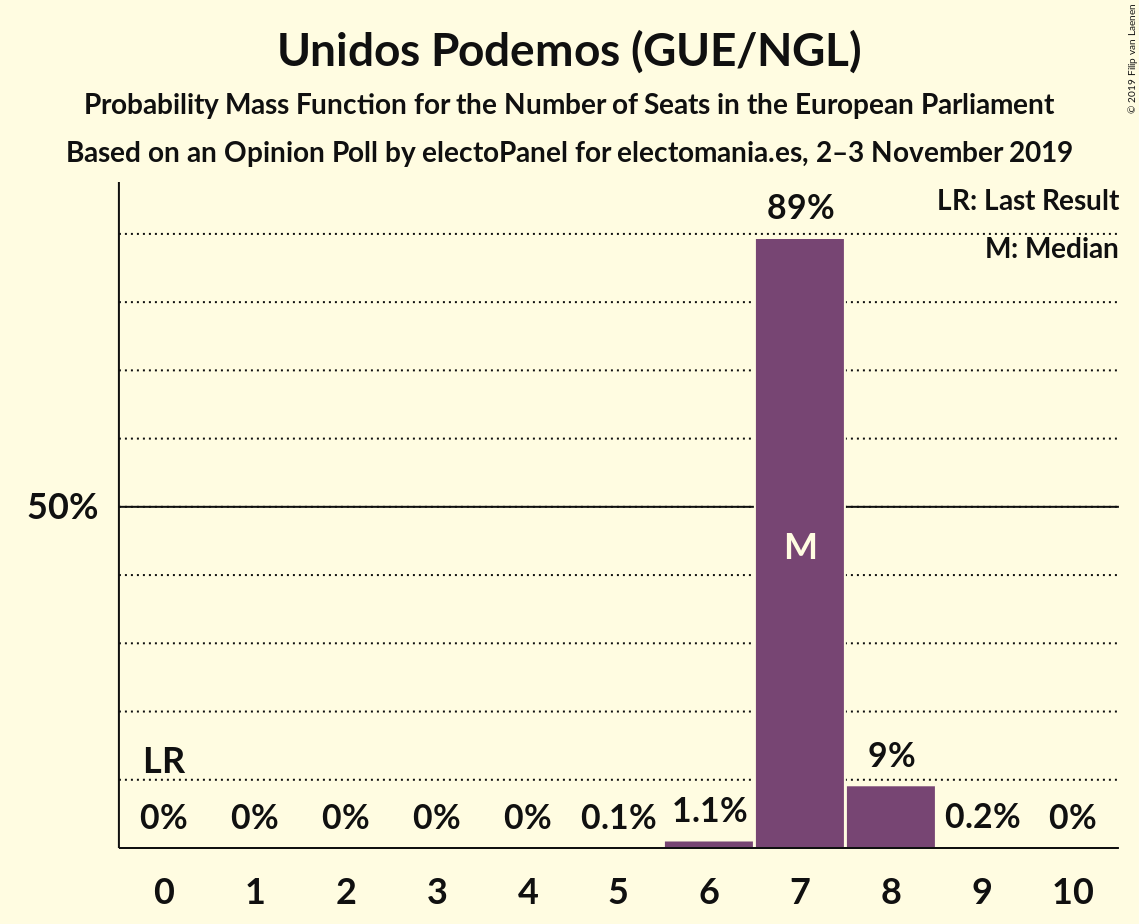 Unidos Podemos (GUE/NGL)
Probability Mass Function for the Number of Seats in the European Parliament
Based on an Opinion Poll by electoPanel for electomania.es, 2–3 November 2019
© 2019 Filip van Laenen
LR: Last Result
M: Median
89%
50%
M
LR
9%
0% 0% 0% 0% 0% 0.1% 1.1% 0.2% 0%
0 1 2 3 4 5 6 7 8 9 10